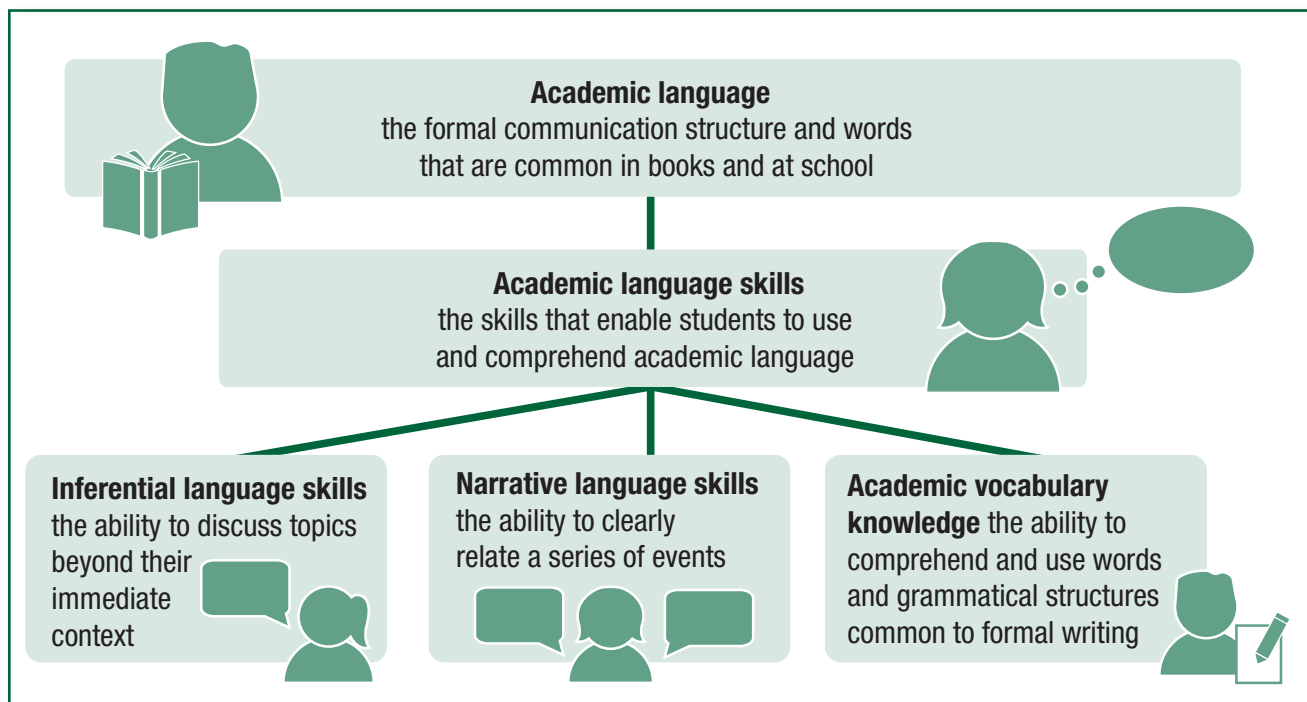 Academic language
the formal communication structure and words
that are common in books and at school
Academic language skills
the skills that enable students to use
and comprehend academic language
Inferential language skills
the ability to discuss topics
beyond their
immediate
context
Narrative language skills
the ability to clearly
relate a series of events
Academic vocabulary
knowledge the ability to
comprehend and use words
and grammatical structures
common to formal writing